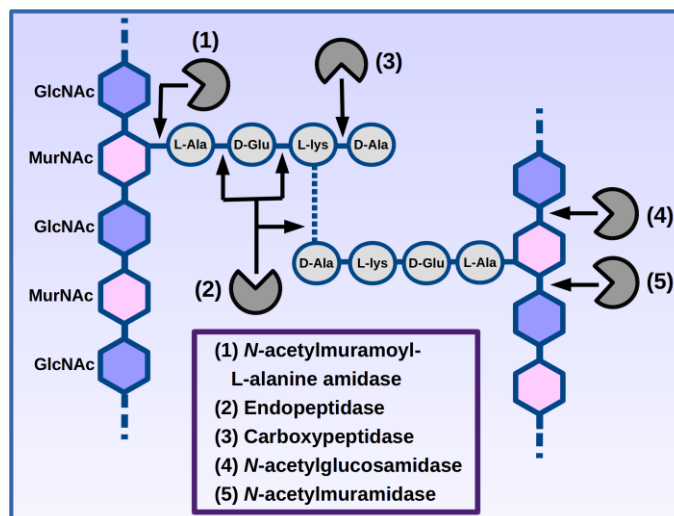 (1)
(3)
GlcNAc
L-Ala
D-Glu
L-lys
D-Ala
MurNAc
GlcNAc
(4)
D-Ala
L-lys
D-Glu
L-Ala
MurNAc
(2)
(5)
GlcNAc
(1) N-acetylmuramoyl-
L-alanine amidase
(2) Endopeptidase
(3) Carboxypeptidase
(4) N-acetylglucosamidase
(5) N-acetylmuramidase